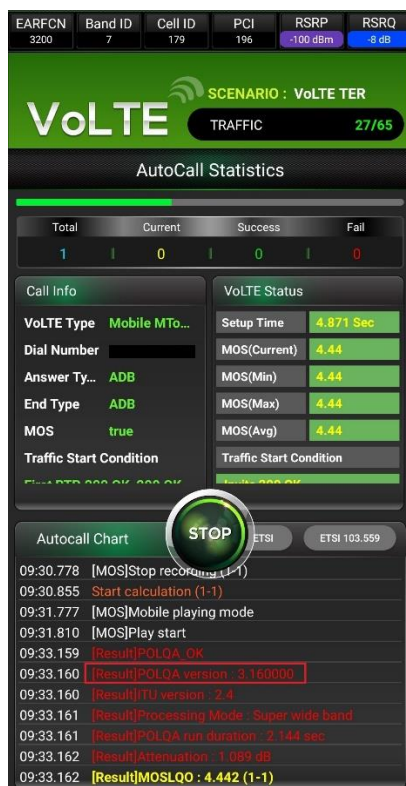 EARFCN Band ID Cell ID PCI RSRP RSRQ
3200 7 179 196 -100 dBm -8 dB
VoLTE
SCENARIO : VoLTE TER
TRAFFIC 27/65
AutoCall Statistics
Total Current Success Fail
1 0 0 0
Call Info
VoLTE Type Mobile MTo...
Dial Number
Answer Ty... ADB
End Type ADB
MOS true
Traffic Start Condition
VoLTE Status
Setup Time 4.871 Sec
MOS(Current) 4.44
MOS(Min) 4.44
MOS(Max) 4.44
MOS(Avg) 4.44
Traffic Start Condition
Invite 200 OK
Autocall Chart STOP ETSI ETSI 103.559
09:30.778 [MOS]Stop recording (1-1)
09:30.855 Start calculation (1-1)
09:31.777 [MOS]Mobile playing mode
09:31.810 [MOS]Play start
09:33.159 [Result]POLQA_OK
09:33.160 [Result]POLQA version : 3.160000
09:33.160 [Result]ITU version : 2.4
09:33.161 [Result]Processing Mode : Super wide band
09:33.161 [Result]POLQA run duration : 2.144 sec
09:33.162 [Result]Attenuation : 1.089 dB
09:33.162 [Result]MOSLQO : 4.442 (1-1)